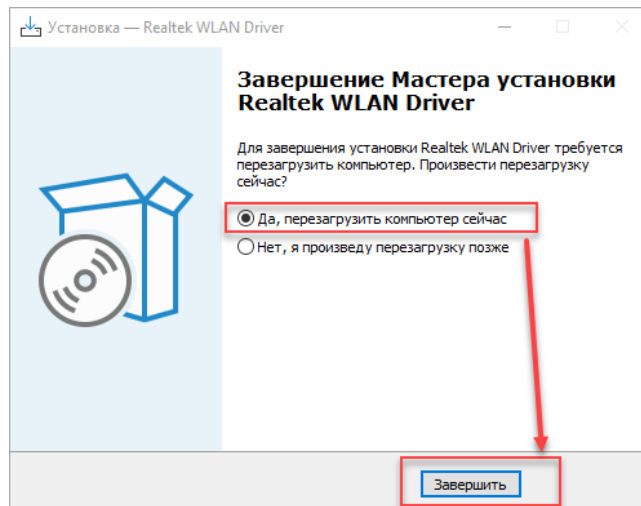 Установка — Realtek WLAN Driver
Завершение Мастера установки
Realtek WLAN Driver
Для завершения установки Realtek WLAN Driver требуется
перезагрузить компьютер. Произвести перезагрузку
сейчас?
Да, перезагрузить компьютер сейчас
Нет, я произведу перезагрузку позже
Завершить